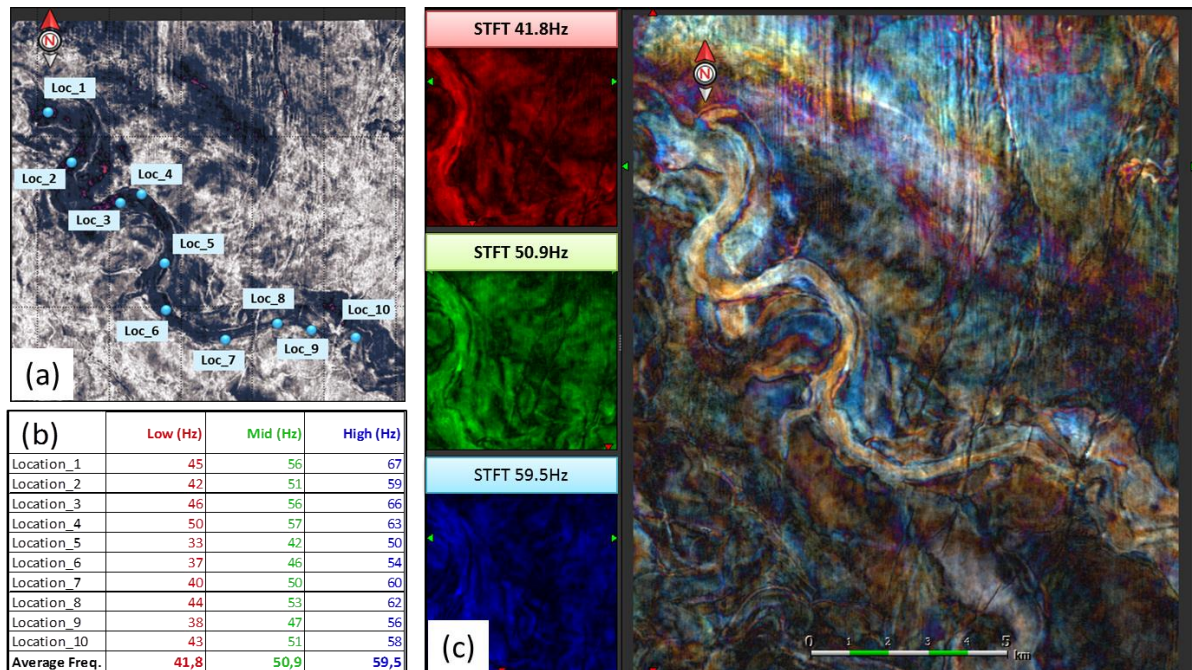 N
Loc_1
Loc_2
Loc_4
Loc_3
Loc_5
Loc_8
Loc_10
Loc_6
Loc_9
Loc_7
(a)
(b) Low (Hz) Mid (Hz) High (Hz)
Location_1 45 56 67
Location_2 42 51 59
Location_3 46 56 66
Location_4 50 57 63
Location_5 33 42 50
Location_6 37 46 54
Location_7 40 50 60
Location_8 44 53 62
Location_9 38 47 56
Location_10 43 51 58
Average Freq. 41,8 50,9 59,5
STFT 41.8Hz
STFT 50.9Hz
STFT 59.5Hz
(c)
N
0 1 2 3 4 5
km